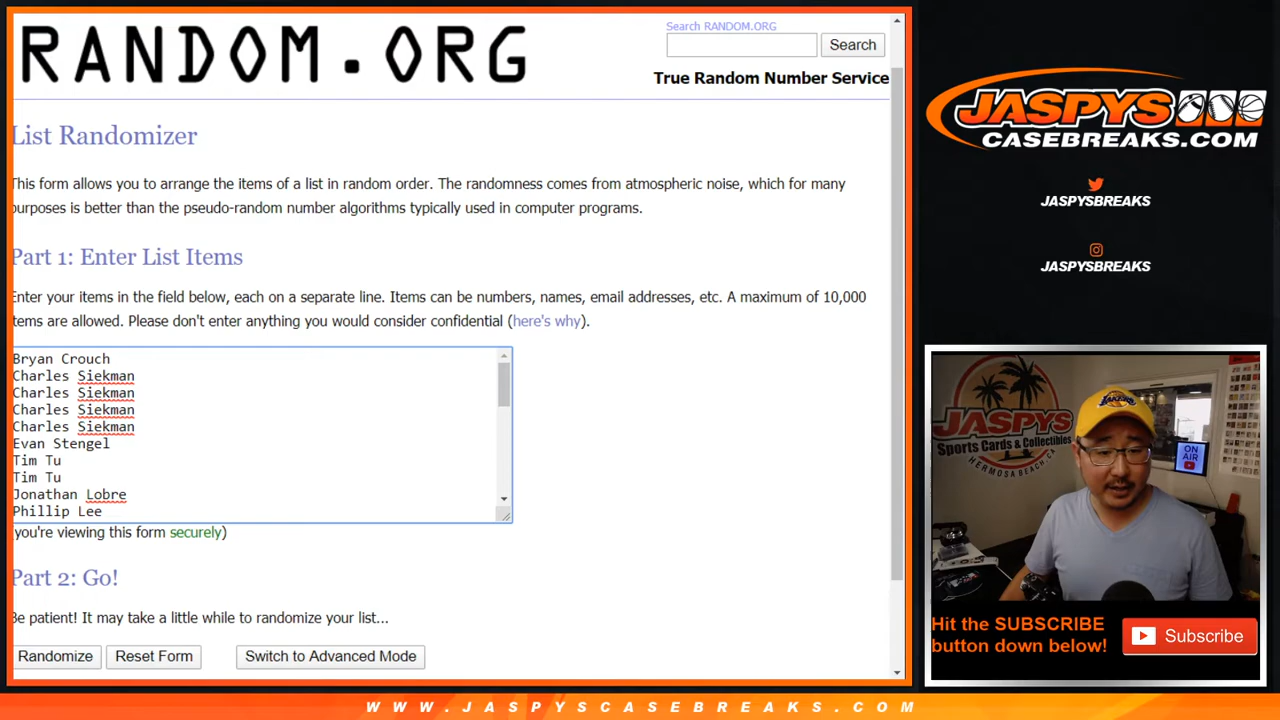 RANDOM.ORG
Search RANDOM.ORG
Search
True Random Number Service
List Randomizer
This form allows you to arrange the items of a list in random order. The randomness comes from atmospheric noise, which for many
purposes is better than the pseudo-random number algorithms typically used in computer programs.
Part 1: Enter List Items
Enter your items in the field below, each on a separate line. Items can be numbers, names, email addresses, etc. A maximum of 10,000
items are allowed. Please don't enter anything you would consider confidential (here's why).
Bryan Crouch
Charles Siekman
Charles Siekman
Charles Siekman
Charles Siekman
Evan Stengel
Tim Tu
Tim Tu
Jonathan Lobre
Phillip Lee
(you're viewing this form securely)
Part 2: Go!
Be patient! It may take a little while to randomize your list...
Randomize
Reset Form
Switch to Advanced Mode
JASPYS
CASEBREAKS.COM
JASPYSBREAKS
JASPYSBREAKS
JASPYS
Sports Cards & Collectibles
HERMOSA BEACH, CA
LAKERS
ON
AIR
Hit the SUBSCRIBE
button down below!
Subscribe
WWW.JASPYSCASEBREAKS.COM